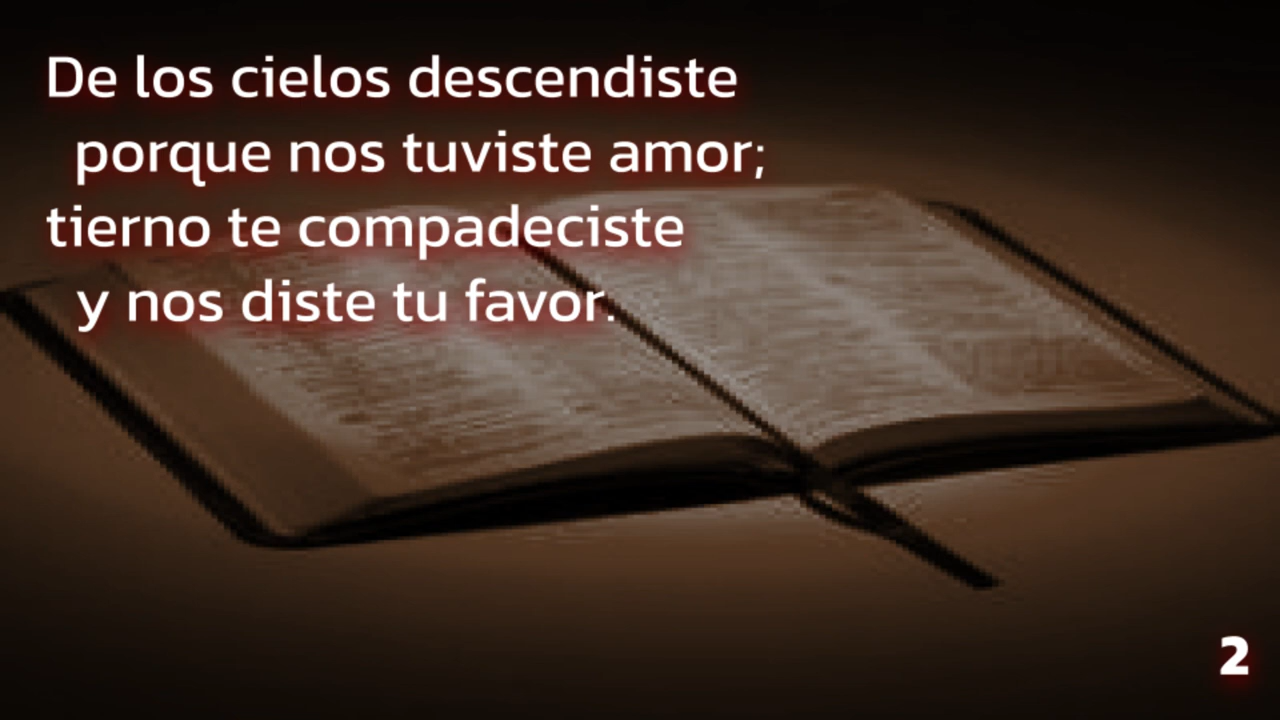 De los cielos descendiste
porque nos tuviste amor;
tierno te compadeciste
y nos diste tu favor.
2